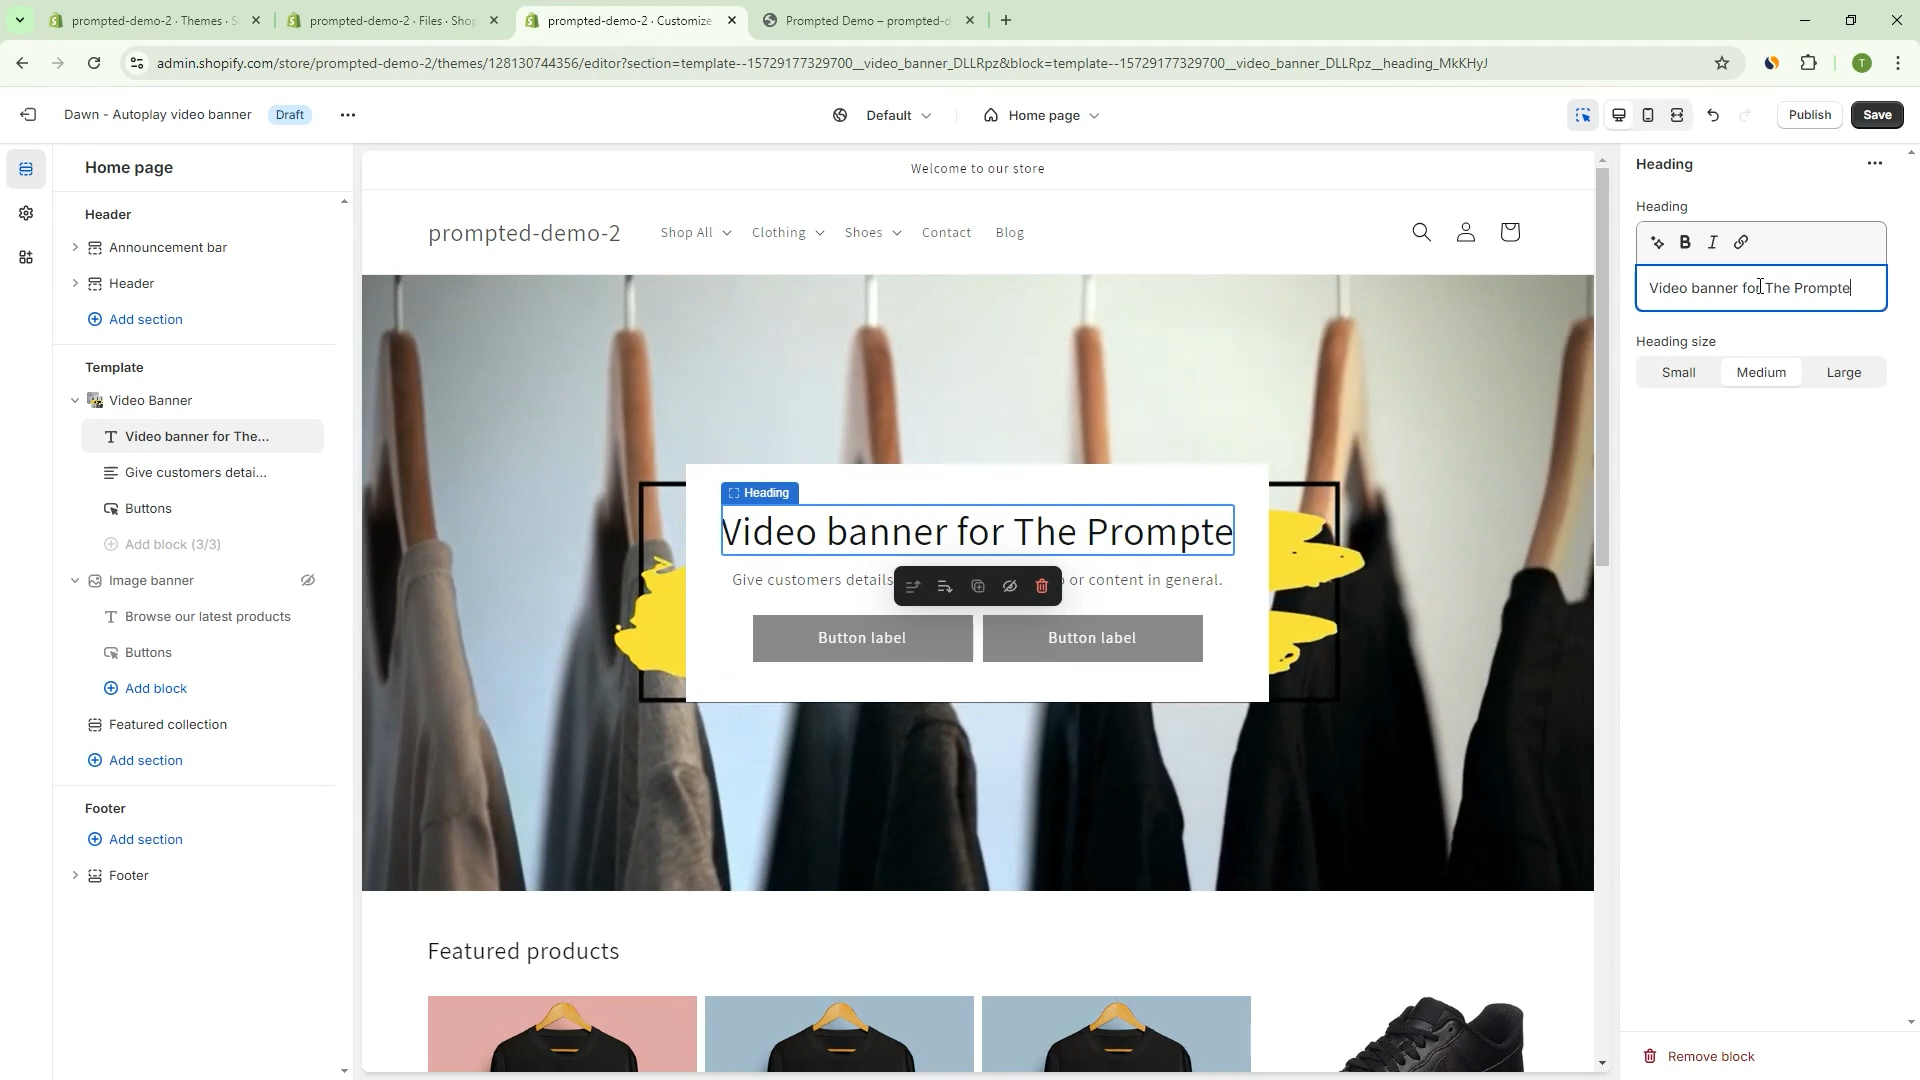 prompted-demo-2 · Themes · S
prompted-demo-2 · Files · Shop
prompted-demo-2 · Customize
Prompted Demo – prompted-d
admin.shopify.com/store/prompted-demo-2/themes/128130744356/editor?section=template--15729177329700__video_banner_DLLRpz&block=template--15729177329700__video_banner_DLLRpz__heading_MkKHyJ
T
Dawn - Autoplay video banner
Draft
Default
Home page
Publish
Save
Home page
Header
Announcement bar
Header
Add section
Template
Video Banner
Video banner for The...
Give customers detai...
Buttons
Add block (3/3)
Image banner
Browse our latest products
Buttons
Add block
Featured collection
Add section
Footer
Add section
Footer
Welcome to our store
prompted-demo-2
Shop All
Clothing
Shoes
Contact
Blog
Heading
Video banner for The Prompte
Give customers details
o or content in general.
Button label
Button label
Featured products
Heading
Heading
B I
Video banner for The Prompte
Heading size
Small
Medium
Large
Remove block